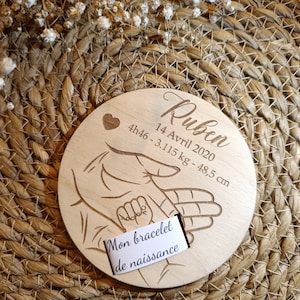 Ruben
14 Avril 2020
4h46 - 3.115 kg - 48,5 cm
Mon bracelet
de naissance